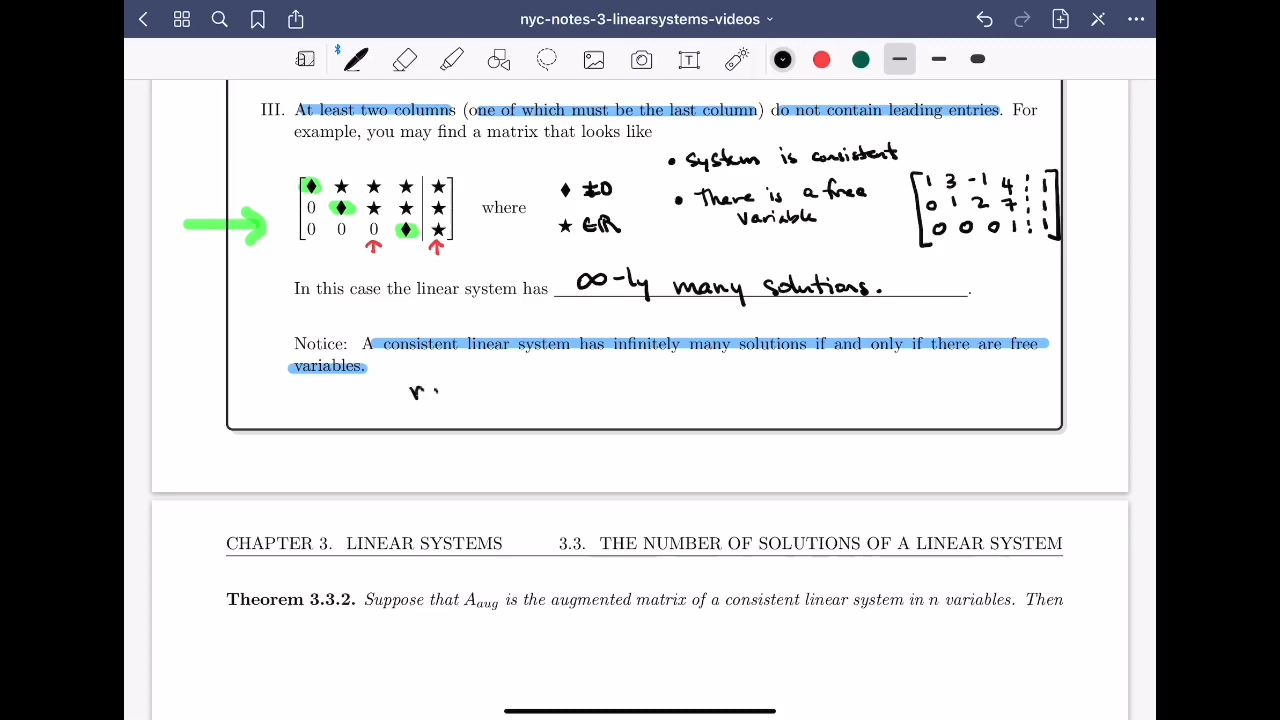 nyc-notes-3-linearsystems-videos
III. At least two columns (one of which must be the last column) do not contain leading entries. For
example, you may find a matrix that looks like
• system is consistent
• There is a free
variable
♦ ★ ★ ★ ★
0 ♦ ★ ★ ★
0 0 0 ♦ ★
where
♦ ≠0
★ ∈ℝ
1 3 -1 4 1
0 1 2 7 1
0 0 0 1 1
In this case the linear system has ∞-ly many solutions.
Notice: A consistent linear system has infinitely many solutions if and only if there are free
variables.
r
CHAPTER 3. LINEAR SYSTEMS 3.3. THE NUMBER OF SOLUTIONS OF A LINEAR SYSTEM
Theorem 3.3.2. Suppose that Aaug is the augmented matrix of a consistent linear system in n variables. Then